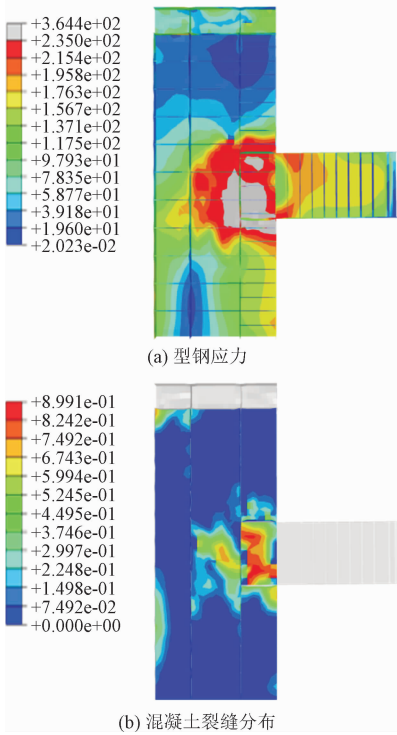 +3.644e+02
+2.350e+02
+2.154e+02
+1.958e+02
+1.763e+02
+1.567e+02
+1.371e+02
+1.175e+02
+9.793e+01
+7.835e+01
+5.877e+01
+3.918e+01
+1.960e+01
+2.023e-02
(a) 型钢应力
+8.991e-01
+8.242e-01
+7.492e-01
+6.743e-01
+5.994e-01
+5.245e-01
+4.495e-01
+3.746e-01
+2.997e-01
+2.248e-01
+1.498e-01
+7.492e-02
+0.000e+00
(b) 混凝土裂缝分布